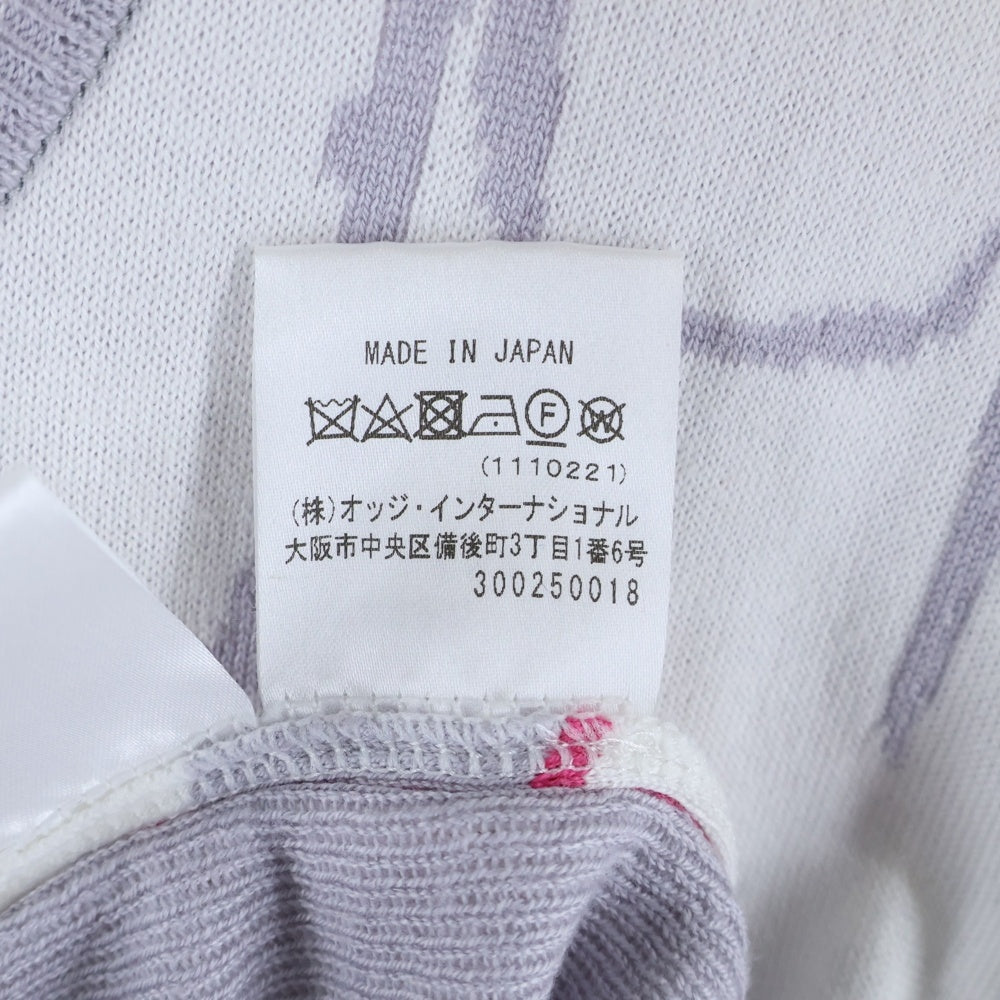 MADE IN JAPAN
F W
(1110221)
(株)オッジ・インターナショナル
大阪市中央区備後町3丁目1番6号
300250018